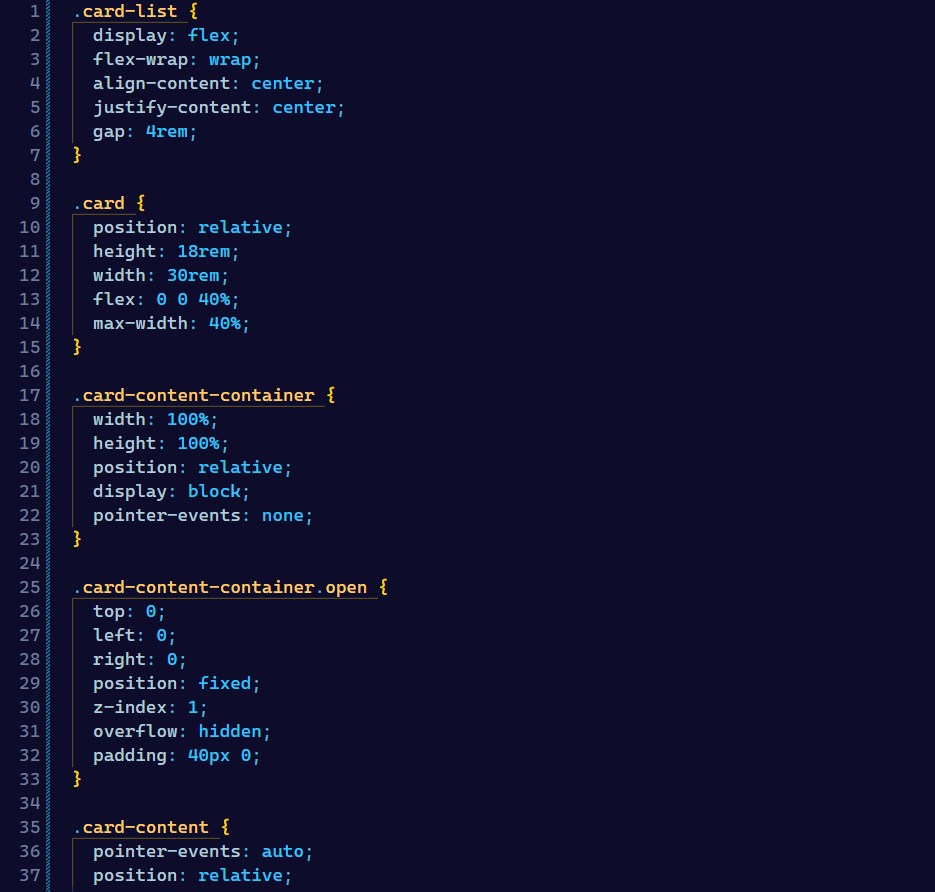 1 .card-list {
2 display: flex;
3 flex-wrap: wrap;
4 align-content: center;
5 justify-content: center;
6 gap: 4rem;
7 }
8
9 .card {
10 position: relative;
11 height: 18rem;
12 width: 30rem;
13 flex: 0 0 40%;
14 max-width: 40%;
15 }
16
17 .card-content-container {
18 width: 100%;
19 height: 100%;
20 position: relative;
21 display: block;
22 pointer-events: none;
23 }
24
25 .card-content-container.open {
26 top: 0;
27 left: 0;
28 right: 0;
29 position: fixed;
30 z-index: 1;
31 overflow: hidden;
32 padding: 40px 0;
33 }
34
35 .card-content {
36 pointer-events: auto;
37 position: relative;